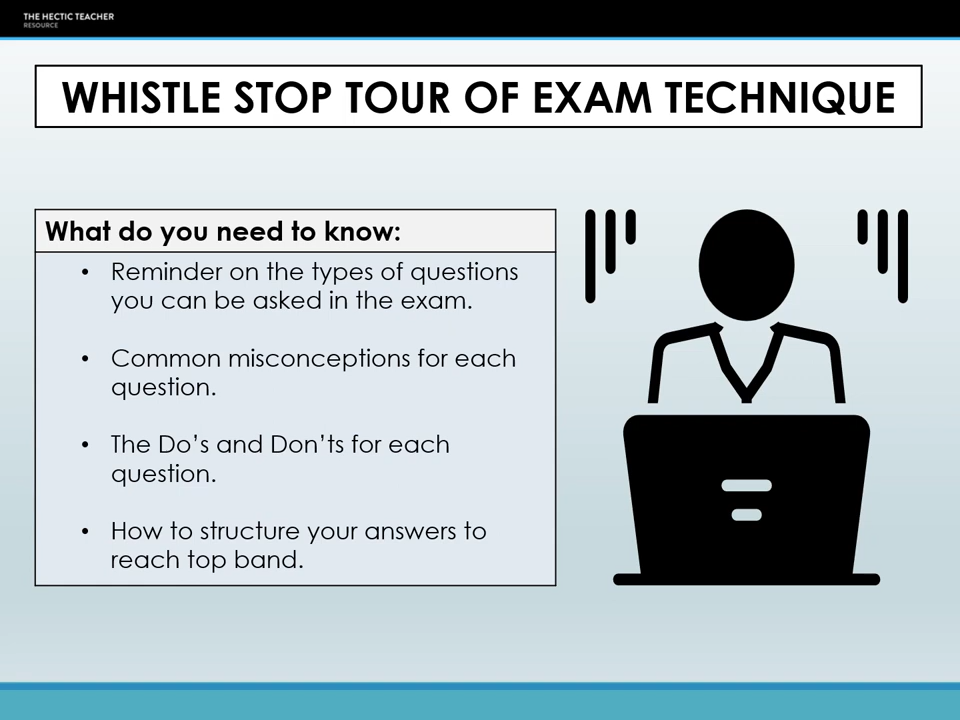 THE HECTIC TEACHER
RESOURCE
WHISTLE STOP TOUR OF EXAM TECHNIQUE
What do you need to know:
• Reminder on the types of questions
you can be asked in the exam.
• Common misconceptions for each
question.
• The Do’s and Don’ts for each
question.
• How to structure your answers to
reach top band.